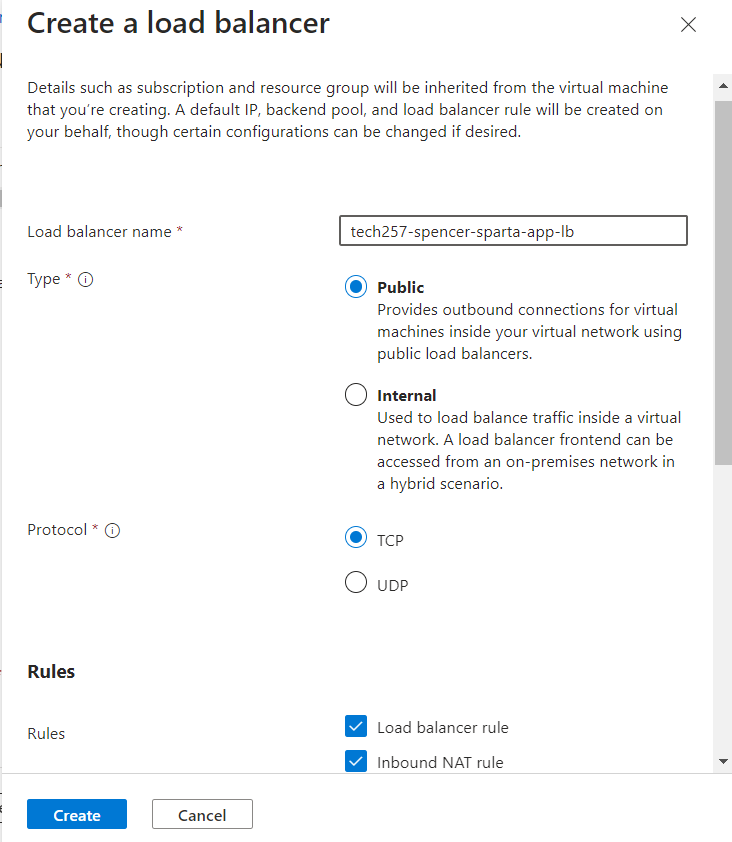 Create a load balancer
Details such as subscription and resource group will be inherited from the virtual machine
that you're creating. A default IP, backend pool, and load balancer rule will be created on
your behalf, though certain configurations can be changed if desired.
Load balancer name *
tech257-spencer-sparta-app-lb
Type *
Public
Provides outbound connections for virtual
machines inside your virtual network using
public load balancers.
Internal
Used to load balance traffic inside a virtual
network. A load balancer frontend can be
accessed from an on-premises network in
a hybrid scenario.
Protocol *
TCP
UDP
Rules
Rules
Load balancer rule
Inbound NAT rule
Create
Cancel